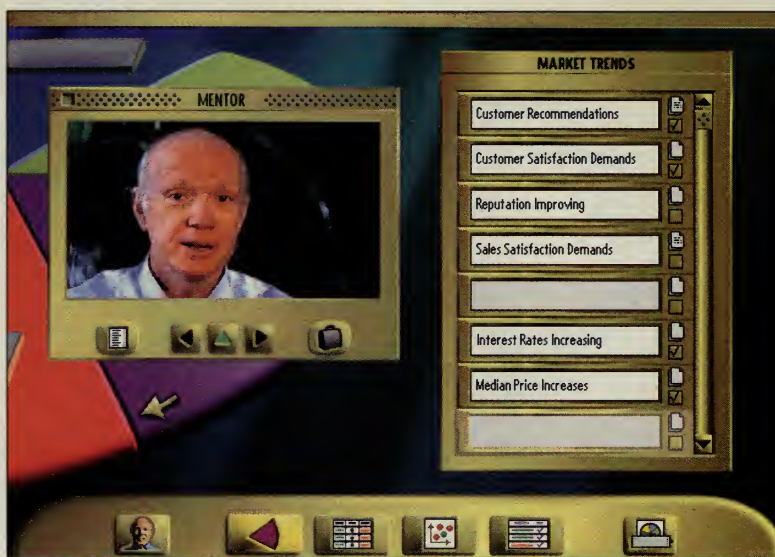 MENTOR
MARKET TRENDS
Customer Recommendations
Customer Satisfaction Demands
Reputation Improving
Sales Satisfaction Demands
Interest Rates Increasing
Median Price Increases